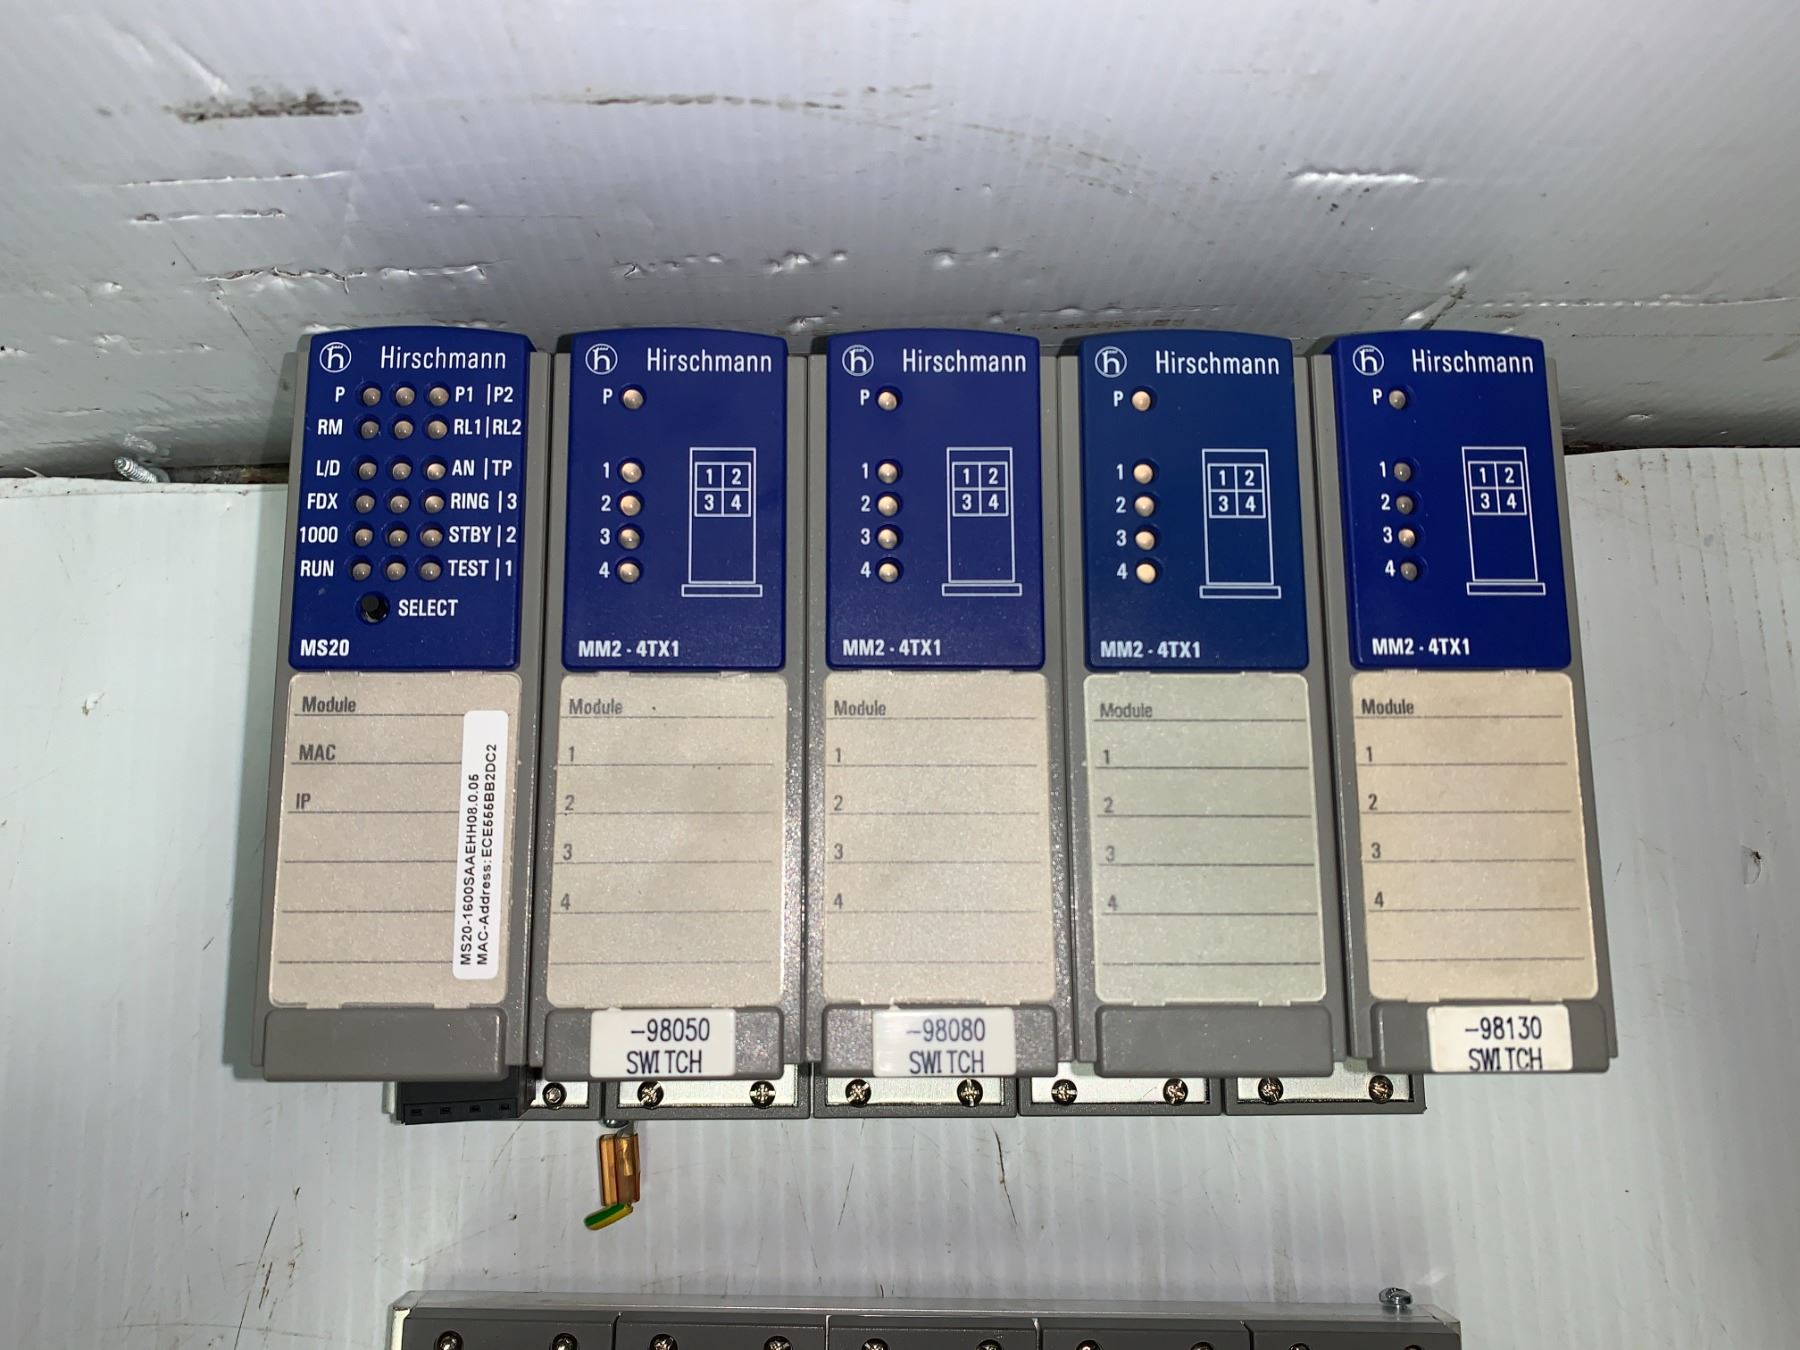 Hirschmann
P P1 | P2
RM RL1 | RL2
L/D AN | TP
FDX RING | 3
1000 STBY | 2
RUN TEST | 1
SELECT
MS20
Module
MAC
IP
MS20-1600SAAEHH08.0.05
MAC-Address:ECE555BB2DC2
Hirschmann
P
1
2
3
4
1 2
3 4
MM2 - 4TX1
Module
1
2
3
4
-98050
SWITCH
Hirschmann
P
1
2
3
4
1 2
3 4
MM2 - 4TX1
Module
1
2
3
4
-98080
SWITCH
Hirschmann
P
1
2
3
4
1 2
3 4
MM2 - 4TX1
Module
1
2
3
4
Hirschmann
P
1
2
3
4
1 2
3 4
MM2 - 4TX1
Module
1
2
3
4
-98130
SWITCH